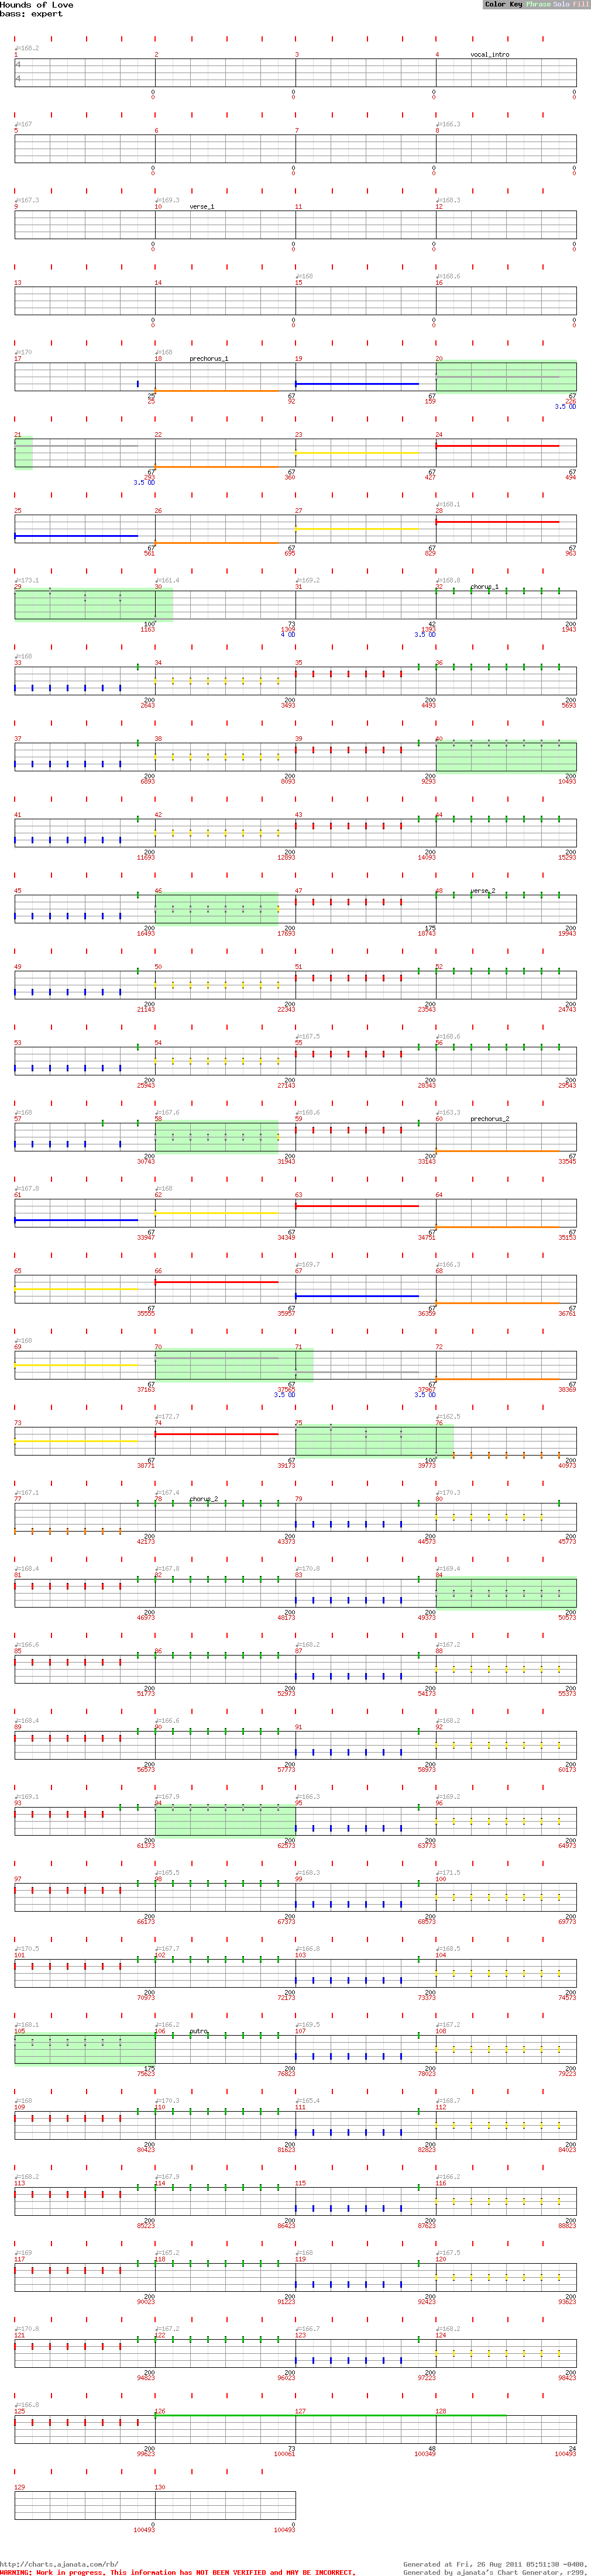 Hounds of Love
bass: expert
Color Key Phrase Solo Fill
♩=168.2
1 2 3 4 vocal_intro
4
4
0 0 0 0
0 0 0 0
♩=167 ♩=166.3
5 6 7 8
0 0 0 0
0 0 0 0
♩=167.3 ♩=169.3 ♩=168.3
9 10 verse_1 11 12
0 0 0 0
0 0 0 0
♩=168 ♩=168.6
13 14 15 16
0 0 0 0
0 0 0 0
♩=170 ♩=168
17 18 prechorus_1 19 20
25 67 67 67
25 92 159 226
3.5 OD
21 22 23 24
67 67 67 67
293 360 427 494
3.5 OD
♩=168.1
25 26 27 28
67 67 67 67
561 695 829 963
♩=173.1 ♩=161.4 ♩=169.2 ♩=168.8
29 30 31 32 chorus_1
100 73 42 200
1163 1309 1393 1943
4 OD 3.5 OD
♩=168
33 34 35 36
200 200 200 200
2643 3493 4493 5693
37 38 39 40
200 200 200 200
6893 8093 9293 10493
41 42 43 44
200 200 200 200
11693 12893 14093 15293
45 46 47 48 verse_2
200 200 175 200
16493 17693 18743 19943
49 50 51 52
200 200 200 200
21143 22343 23543 24743
♩=167.5 ♩=168.6
53 54 55 56
200 200 200 200
25943 27143 28343 29543
♩=168 ♩=167.6 ♩=168.6 ♩=163.3
57 58 59 60 prechorus_2
200 200 200 67
30743 31943 33143 33545
♩=167.8 ♩=168
61 62 63 64
67 67 67 67
33947 34349 34751 35153
♩=169.7 ♩=166.3
65 66 67 68
67 67 67 67
35555 35957 36359 36761
♩=168
69 70 71 72
67 67 67 67
37163 37565 37967 38369
3.5 OD 3.5 OD
♩=172.7 ♩=162.5
73 74 75 76
67 67 100 200
38771 39173 39773 40973
♩=167.1 ♩=167.4 ♩=170.3
77 78 chorus_2 79 80
200 200 200 200
42173 43373 44573 45773
♩=168.4 ♩=167.8 ♩=170.8 ♩=169.4
81 82 83 84
200 200 200 200
46973 48173 49373 50573
♩=166.6 ♩=168.2 ♩=167.2
85 86 87 88
200 200 200 200
51773 52973 54173 55373
♩=168.4 ♩=166.6 ♩=168.2
89 90 91 92
200 200 200 200
56573 57773 58973 60173
♩=169.1 ♩=167.9 ♩=166.3 ♩=169.2
93 94 95 96
200 200 200 200
61373 62573 63773 64973
♩=165.5 ♩=168.3 ♩=171.5
97 98 99 100
200 200 200 200
66173 67373 68573 69773
♩=170.5 ♩=167.7 ♩=166.8 ♩=168.5
101 102 103 104
200 200 200 200
70973 72173 73373 74573
♩=168.1 ♩=166.2 ♩=169.5 ♩=167.2
105 106 outro 107 108
175 200 200 200
75623 76823 78023 79223
♩=168 ♩=170.3 ♩=165.4 ♩=168.7
109 110 111 112
200 200 200 200
80423 81623 82823 84023
♩=168.2 ♩=167.9 ♩=166.2
113 114 115 116
200 200 200 200
85223 86423 87623 88823
♩=169 ♩=165.2 ♩=168 ♩=167.5
117 118 119 120
200 200 200 200
90023 91223 92423 93623
♩=170.8 ♩=167.2 ♩=166.7 ♩=168.2
121 122 123 124
200 200 200 200
94823 96023 97223 98423
♩=166.8
125 126 127 128
200 73 48 24
99623 100061 100349 100493
129 130
0 0
100493 100493
http://charts.ajanata.com/rb/ Generated at Fri, 26 Aug 2011 05:51:38 -0400.
WARNING: Work in progress. This information has NOT BEEN VERIFIED and MAY BE INCORRECT. Generated by ajanata's Chart Generator, r299.